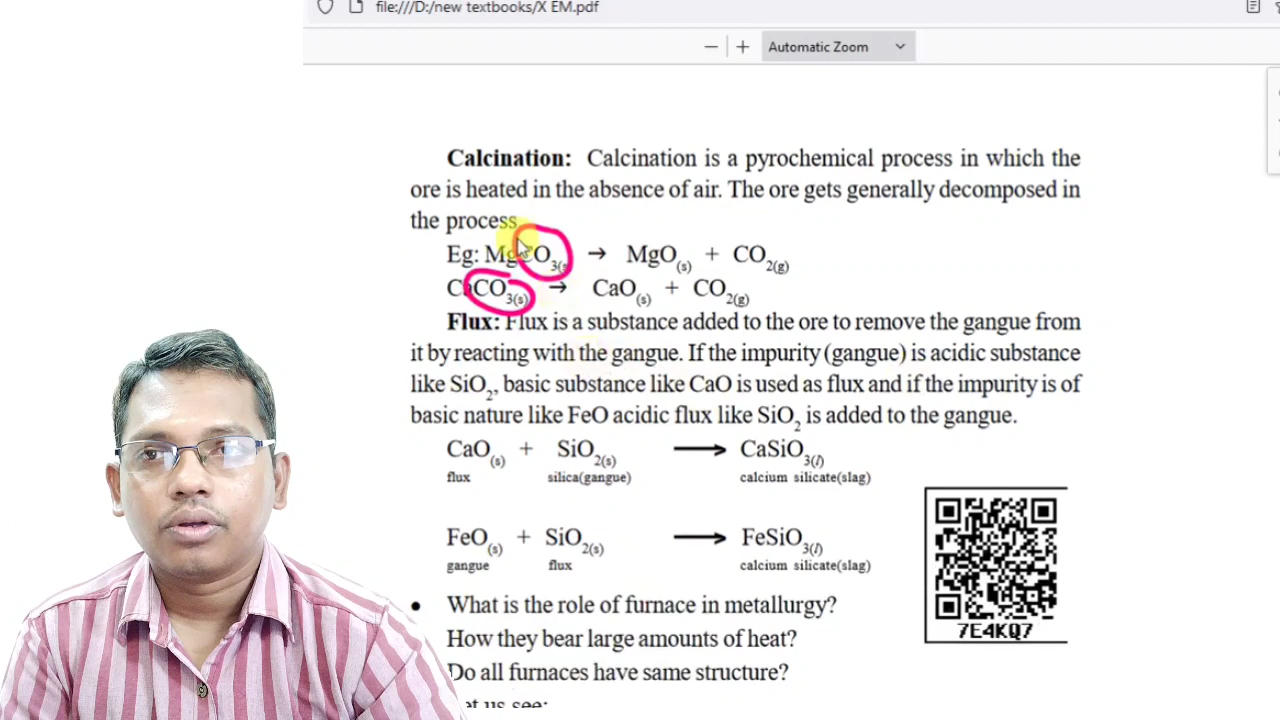 file:///D:/new textbooks/X EM.pdf
− + Automatic Zoom
Calcination: Calcination is a pyrochemical process in which the
ore is heated in the absence of air. The ore gets generally decomposed in
the process.
Eg: MgCO3(s) → MgO(s) + CO2(g)
CaCO3(s) → CaO(s) + CO2(g)
Flux: Flux is a substance added to the ore to remove the gangue from
it by reacting with the gangue. If the impurity (gangue) is acidic substance
like SiO2, basic substance like CaO is used as flux and if the impurity is of
basic nature like FeO acidic flux like SiO2 is added to the gangue.
CaO(s) + SiO2(s) ⟶ CaSiO3(l)
flux silica(gangue) calcium silicate(slag)
FeO(s) + SiO2(s) ⟶ FeSiO3(l)
gangue flux calcium silicate(slag)
7E4KQ7
• What is the role of furnace in metallurgy?
How they bear large amounts of heat?
Do all furnaces have same structure?
et us see: